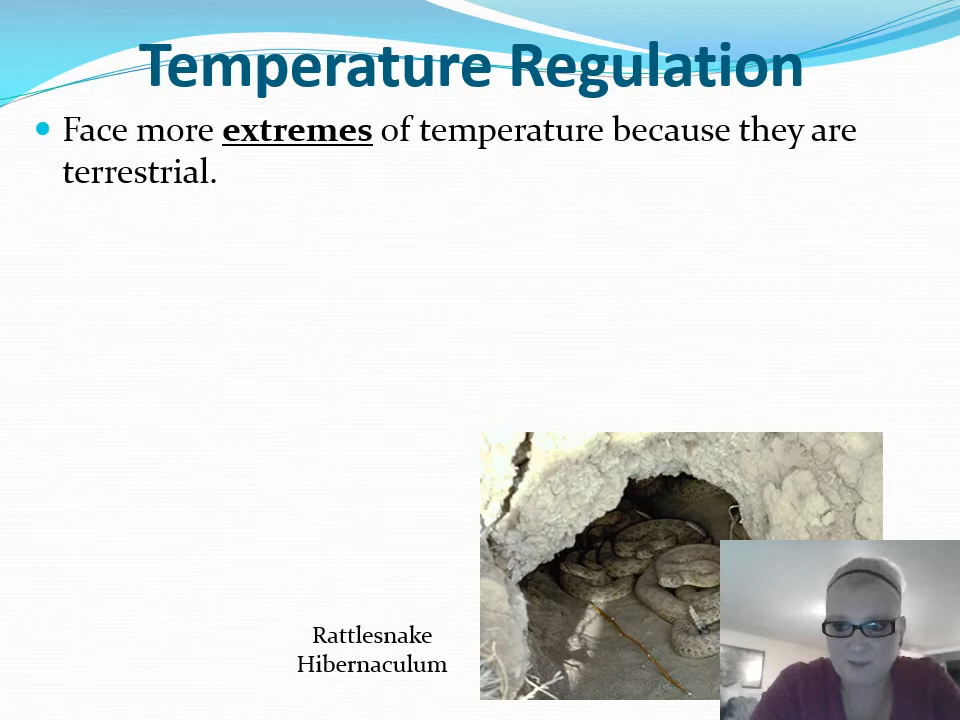 Temperature Regulation
Face more extremes of temperature because they are
terrestrial.
Rattlesnake
Hibernaculum